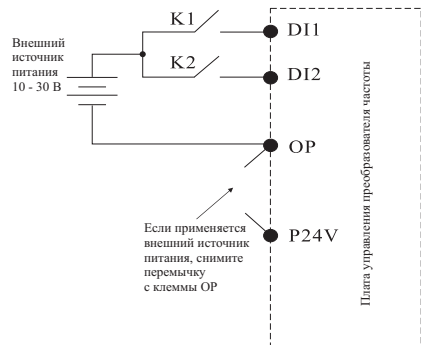 K1
DI1
Внешний
источник
питания
10 - 30 В
K2
DI2
OP
Если применяется
внешний источник
питания, снимите
перемычку
с клеммы OP
P24V
Плата управления преобразователя частоты